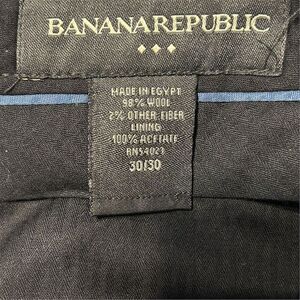 BANANA REPUBLIC
MADE IN EGYPT
98% WOOL
2% OTHER FIBER
LINING
100% ACETATE
RN54023
30/30